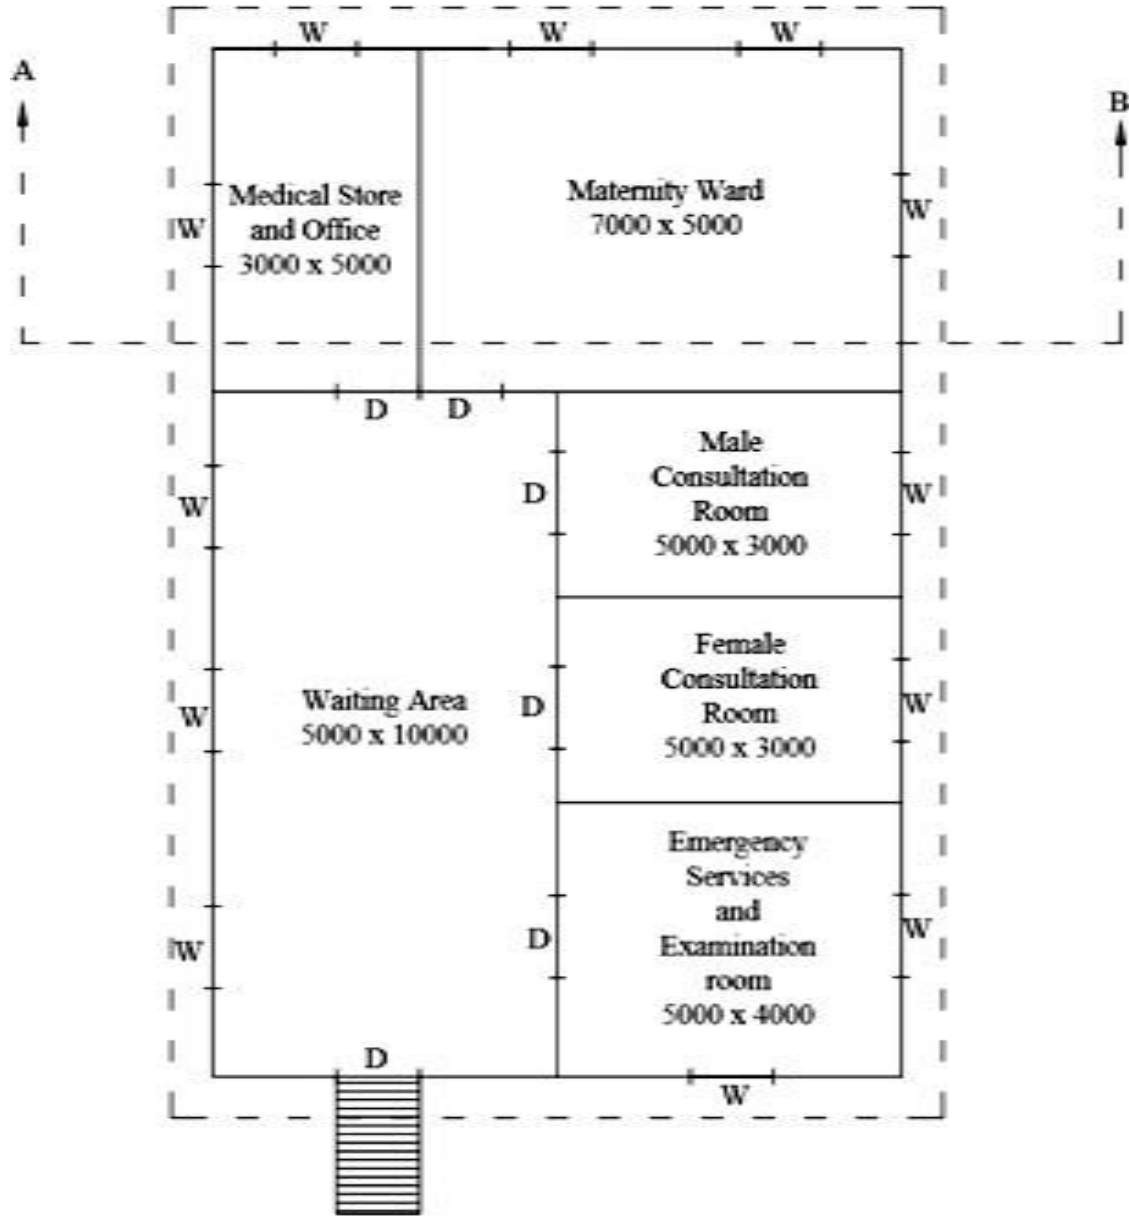 W
W
W
A
B
Medical Store
and Office
3000 x 5000
Maternity Ward
7000 x 5000
W
W
D
D
Male
Consultation
Room
5000 x 3000
D
W
W
Female
Consultation
Room
5000 x 3000
Waiting Area
5000 x 10000
D
W
W
Emergency
Services
and
Examination
room
5000 x 4000
D
W
W
D
W